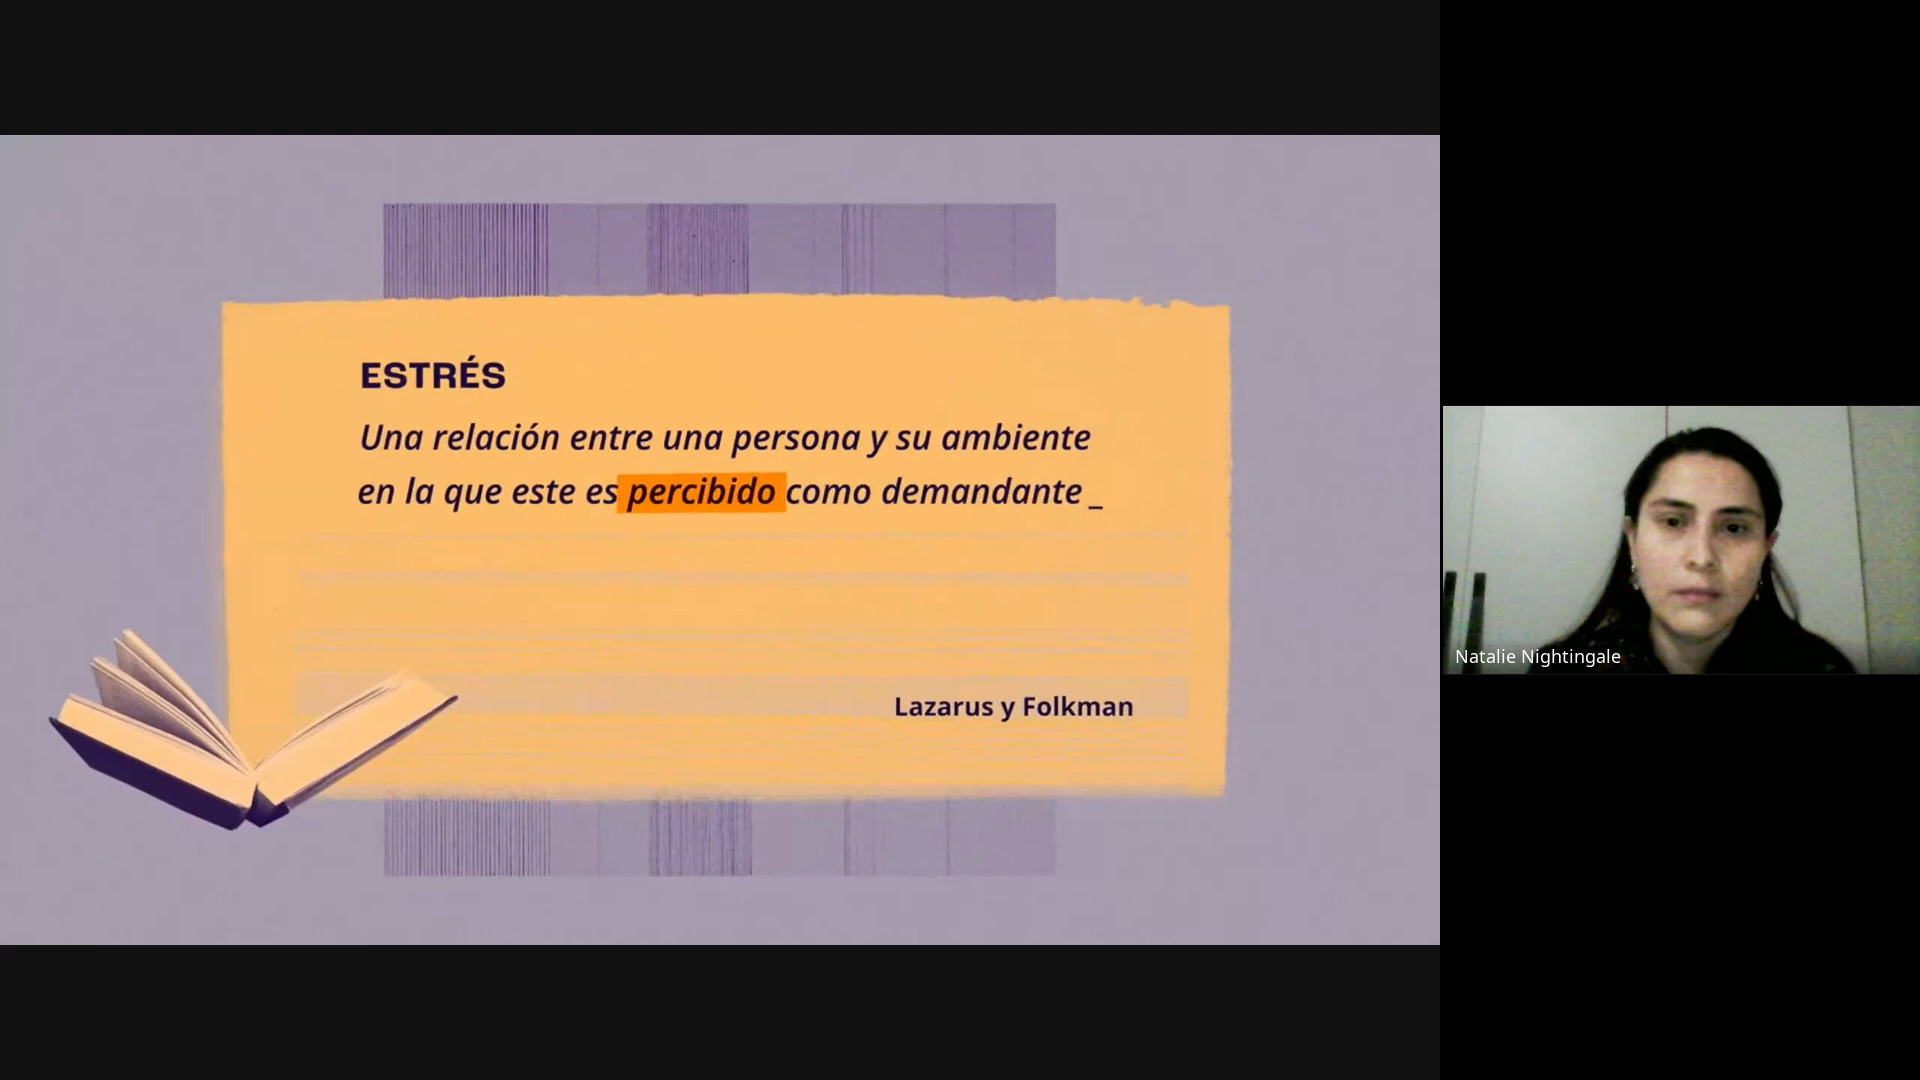 ESTRÉS
Una relación entre una persona y su ambiente
en la que este es percibido como demandante _
Lazarus y Folkman
Natalie Nightingale